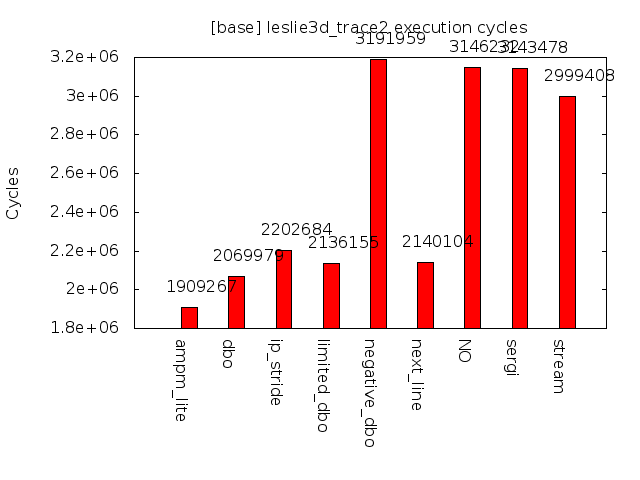 [base] leslie3d_trace2 execution cycles
Cycles
3.2e+06
3e+06
2.8e+06
2.6e+06
2.4e+06
2.2e+06
2e+06
1.8e+06
1909267
2069979
2202684
2136155
3191959
2140104
3146232
3143478
2999408
ampm_lite
dbo
ip_stride
limited_dbo
negative_dbo
next_line
NO
sergi
stream